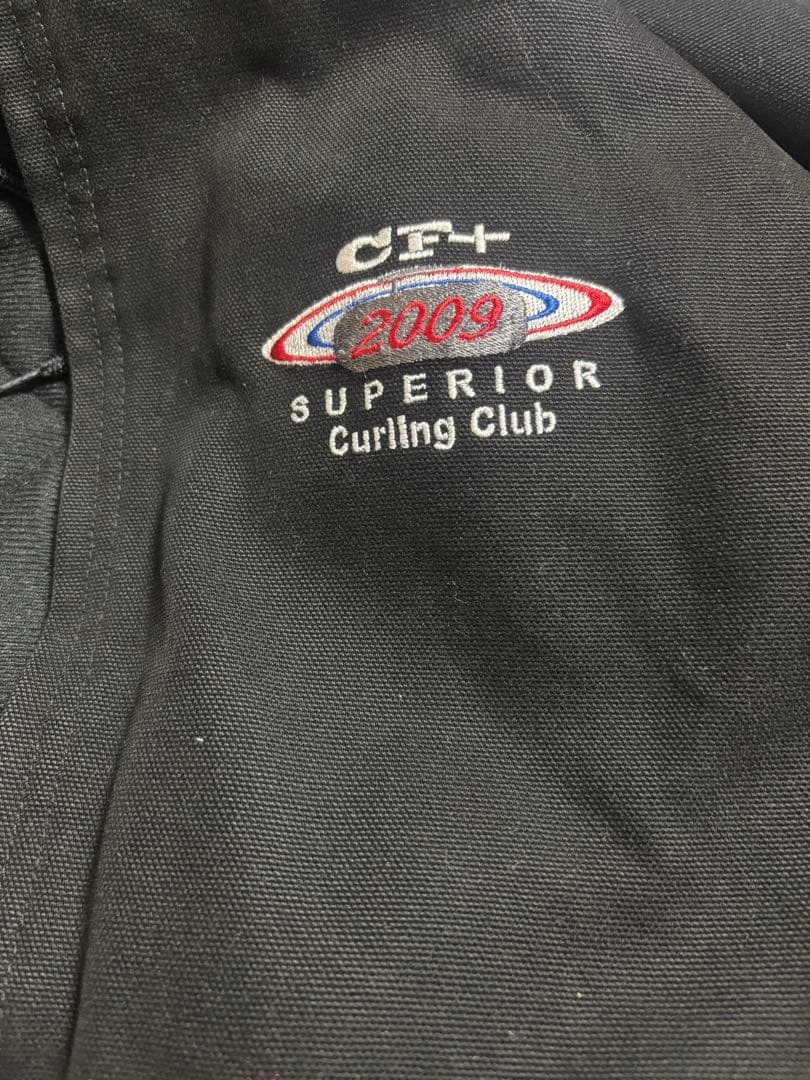 CF+
2009
SUPERIOR
Curling Club